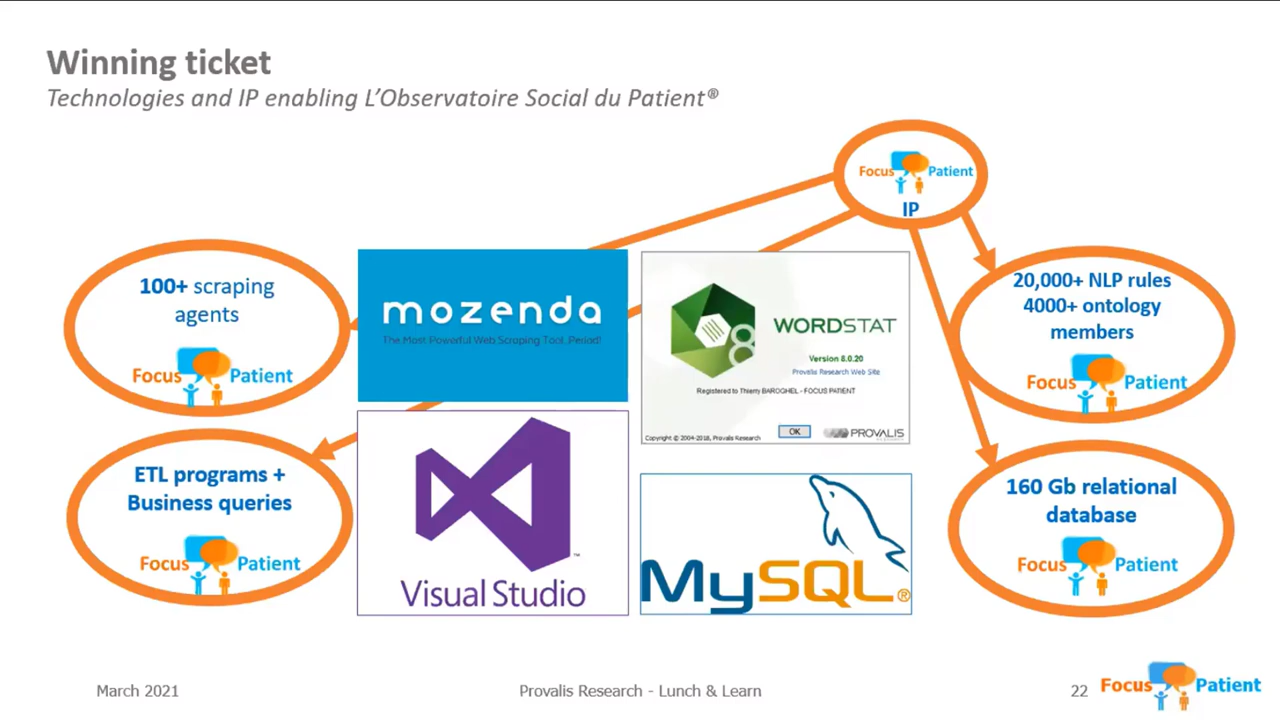 Winning ticket
Technologies and IP enabling L'Observatoire Social du Patient®
Focus Patient
IP
100+ scraping
agents
Focus Patient
mozenda
The Most Powerful Web Scraping Tool. Period!
WORDSTAT
8
Version 8.0.20
Provalis Research Web Site
Registered to Thierry BAROGHEL - FOCUS PATIENT
OK
Copyright © 2004-2018, Provalis Research
PROVALIS
20,000+ NLP rules
4000+ ontology
members
Focus Patient
ETL programs +
Business queries
Focus Patient
Visual Studio™
MySQL®
160 Gb relational
database
Focus Patient
March 2021
Provalis Research - Lunch & Learn
22
Focus Patient